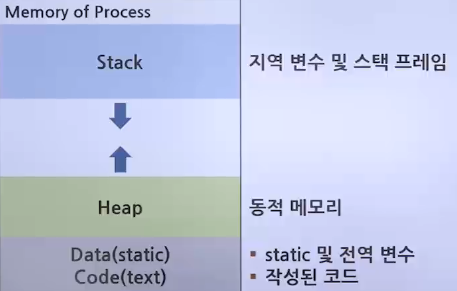 Memory of Process
Stack
지역 변수 및 스택 프레임
Heap
동적 메모리
Data(static)
▪ static 및 전역 변수
Code(text)
▪ 작성된 코드